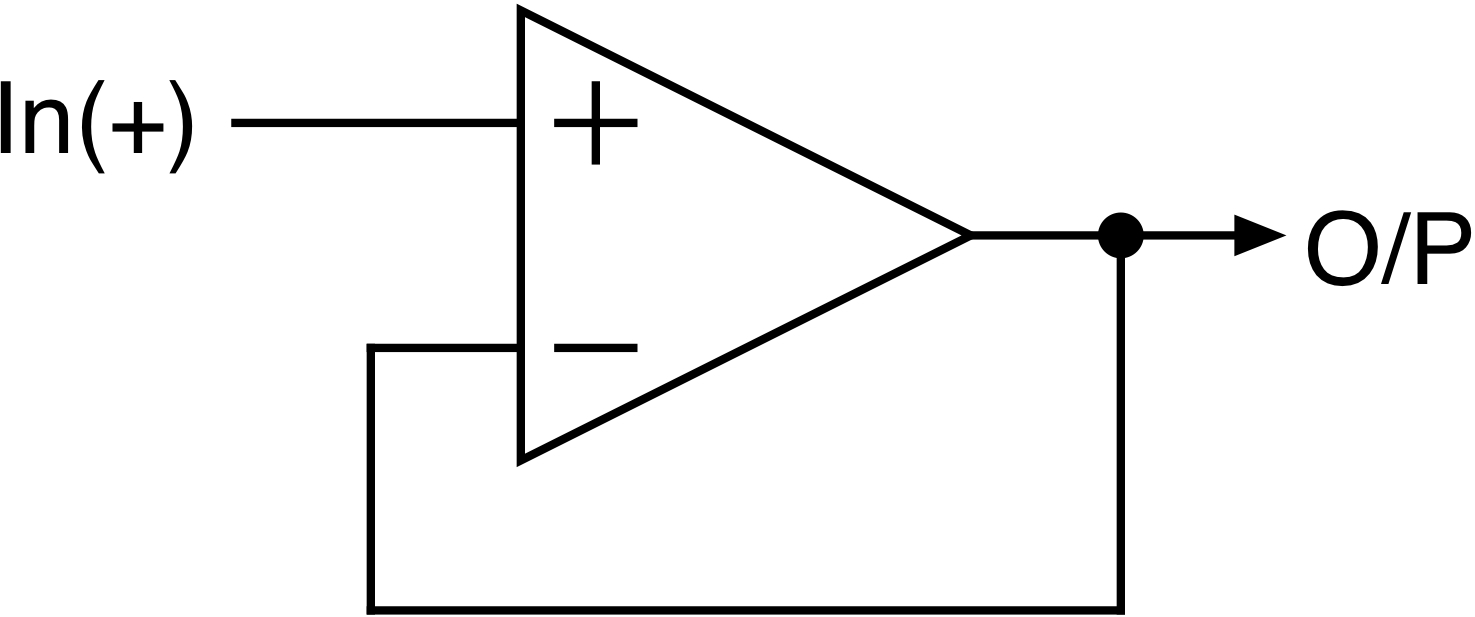 In(+)
+
O/P
−